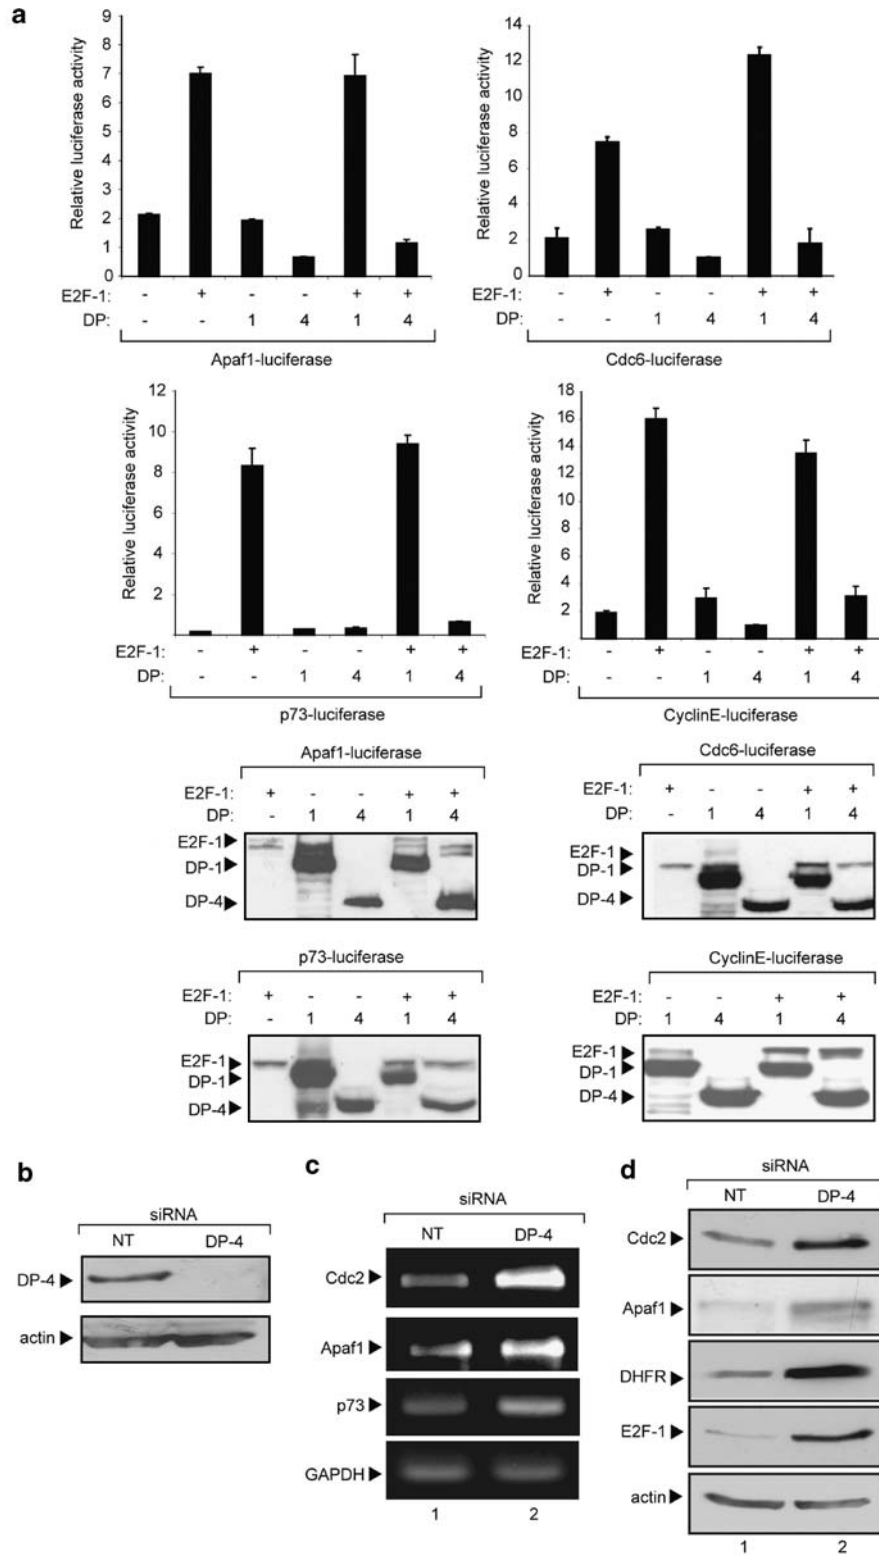 a
Relative luciferase activity
9
8
7
6
5
4
3
2
1
0
E2F-1: - + - - + +
DP: - - 1 4 1 4
Apaf1-luciferase
Relative luciferase activity
14
12
10
8
6
4
2
0
E2F-1: - + - - + +
DP: - - 1 4 1 4
Cdc6-luciferase
Relative luciferase activity
12
10
8
6
4
2
E2F-1: - + - - + +
DP: - - 1 4 1 4
p73-luciferase
Relative luciferase activity
18
16
14
12
10
8
6
4
2
E2F-1: - + - - + +
DP: - - 1 4 1 4
CyclinE-luciferase
Apaf1-luciferase
E2F-1: + - - + +
DP: - 1 4 1 4
E2F-1
DP-1
DP-4
Cdc6-luciferase
E2F-1: + - - + +
DP: - 1 4 1 4
E2F-1
DP-1
DP-4
p73-luciferase
E2F-1: + - - + +
DP: - 1 4 1 4
E2F-1
DP-1
DP-4
CyclinE-luciferase
E2F-1: - - + +
DP: 1 4 1 4
E2F-1
DP-1
DP-4
b
siRNA
NT DP-4
DP-4
actin
c
siRNA
NT DP-4
Cdc2
Apaf1
p73
GAPDH
1 2
d
siRNA
NT DP-4
Cdc2
Apaf1
DHFR
E2F-1
actin
1 2